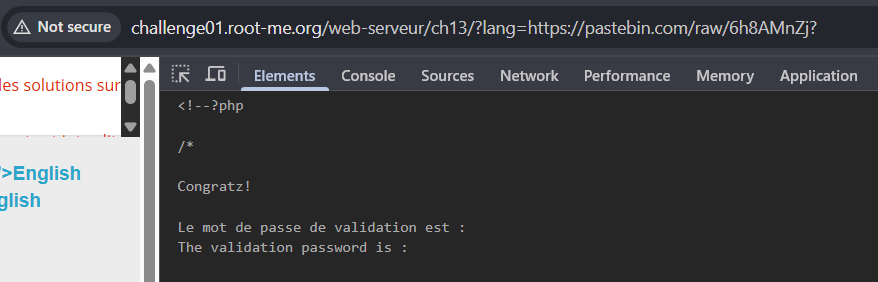 Not secure challenge01.root-me.org/web-serveur/ch13/?lang=https://pastebin.com/raw/6h8AMnZj?
les solutions sur
?>English
glish
Elements Console Sources Network Performance Memory Application
<!--?php
/*
Congratz!
Le mot de passe de validation est :
The validation password is :